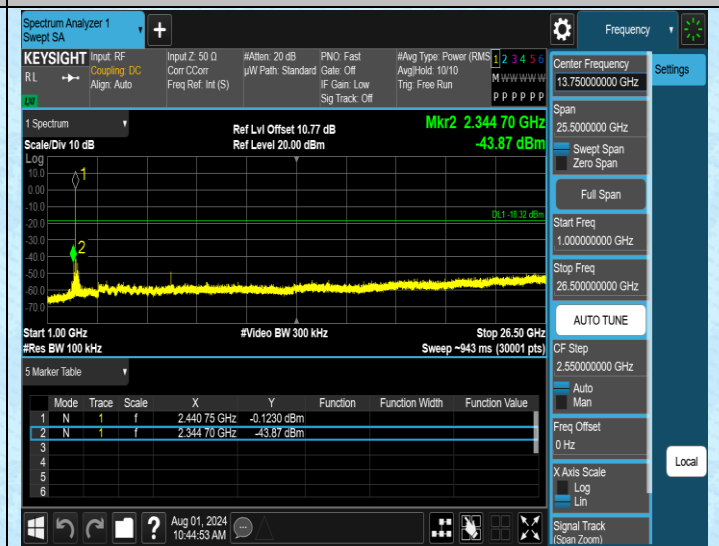 Spectrum Analyzer 1
Swept SA
+
Frequency
KEYSIGHT
RL
Input: RF
Coupling: DC
Align: Auto
Input Z: 50 Ω
Corr CCorr
Freq Ref: Int (S)
#Atten: 20 dB
µW Path: Standard
PNO: Fast
Gate: Off
IF Gain: Low
Sig Track: Off
#Avg Type: Power (RMS
Avg|Hold: 10/10
Trig: Free Run
1 2 3 4 5 6
M W W W W W
P P P P P P
Center Frequency
13.750000000 GHz
Settings
Span
25.5000000 GHz
Swept Span
Zero Span
Full Span
Start Freq
1.000000000 GHz
Stop Freq
26.500000000 GHz
AUTO TUNE
CF Step
2.550000000 GHz
Auto
Man
Freq Offset
0 Hz
X Axis Scale
Log
Lin
Signal Track
(Span Zoom)
Local
1 Spectrum
Scale/Div 10 dB
Ref Lvl Offset 10.77 dB
Ref Level 20.00 dBm
Mkr2 2.344 70 GHz
-43.87 dBm
Log
10.0
0.00
-10.0
-20.0
-30.0
-40.0
-50.0
-60.0
-70.0
1
2
DL1 -18.32 dBm
Start 1.00 GHz
#Res BW 100 kHz
#Video BW 300 kHz
Stop 26.50 GHz
Sweep ~943 ms (30001 pts)
5 Marker Table
Mode Trace Scale X Y Function Function Width Function Value
1 N 1 f 2.440 75 GHz -0.1230 dBm
2 N 1 f 2.344 70 GHz -43.87 dBm
3
4
5
6
?
Aug 01, 2024
10:44:53 AM